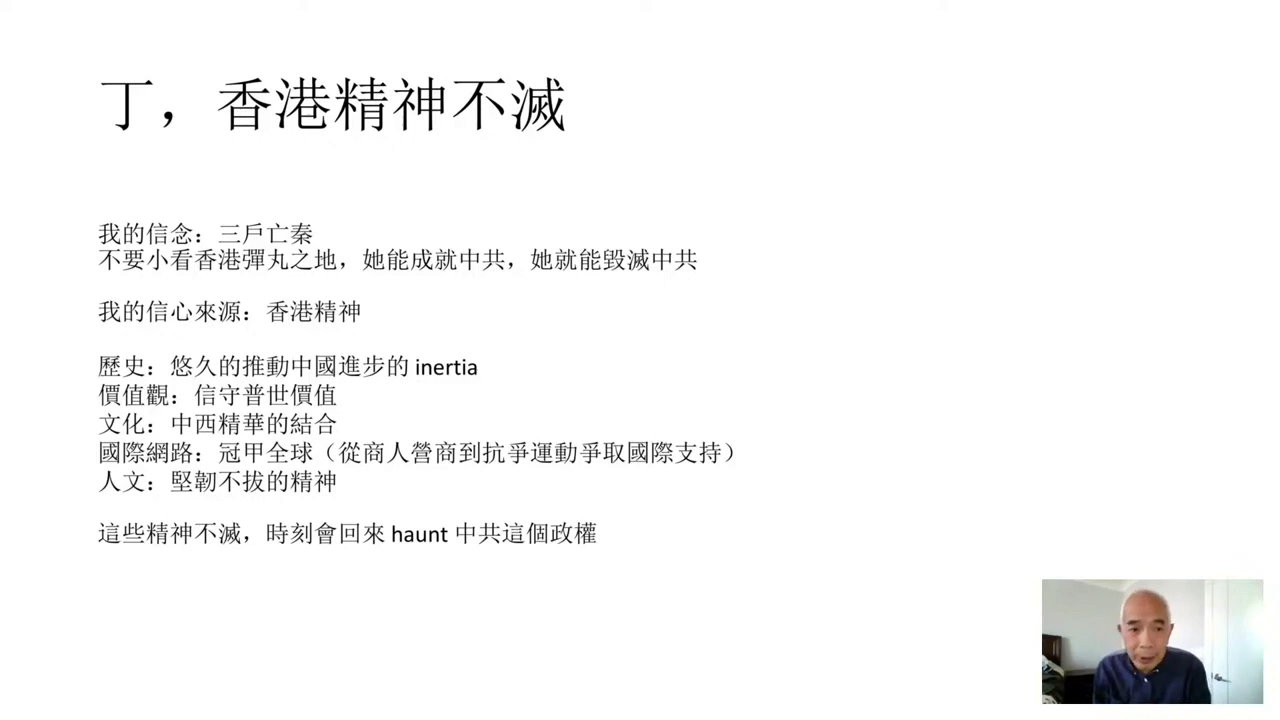 丁，香港精神不滅
我的信念：三戶亡秦
不要小看香港彈丸之地，她能成就中共，她就能毀滅中共
我的信心來源：香港精神
歷史：悠久的推動中國進步的 inertia
價值觀：信守普世價值
文化：中西精華的結合
國際網路：冠甲全球（從商人營商到抗爭運動爭取國際支持）
人文：堅韌不拔的精神
這些精神不滅，時刻會回來 haunt 中共這個政權